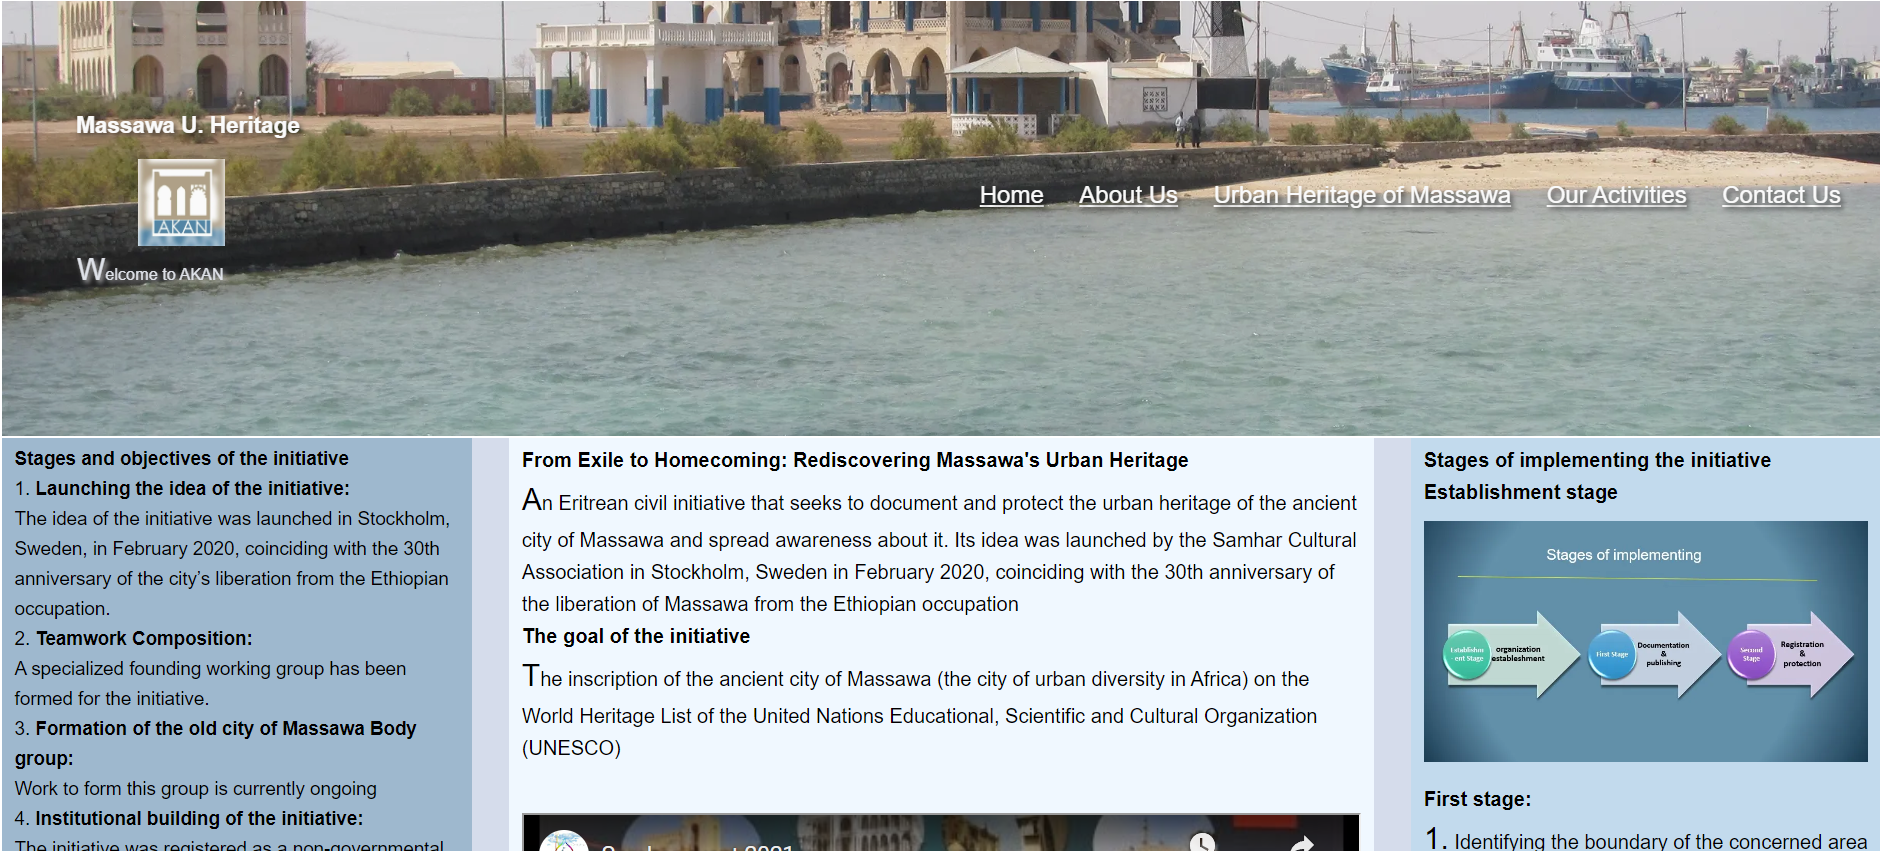 Massawa U. Heritage
AKAN
Welcome to AKAN
Home About Us Urban Heritage of Massawa Our Activities Contact Us
Stages and objectives of the initiative
1. Launching the idea of the initiative:
The idea of the initiative was launched in Stockholm,
Sweden, in February 2020, coinciding with the 30th
anniversary of the city’s liberation from the Ethiopian
occupation.
2. Teamwork Composition:
A specialized founding working group has been
formed for the initiative.
3. Formation of the old city of Massawa Body
group:
Work to form this group is currently ongoing
4. Institutional building of the initiative:
The initiative was registered as a non-governmental
From Exile to Homecoming: Rediscovering Massawa's Urban Heritage
An Eritrean civil initiative that seeks to document and protect the urban heritage of the ancient
city of Massawa and spread awareness about it. Its idea was launched by the Samhar Cultural
Association in Stockholm, Sweden in February 2020, coinciding with the 30th anniversary of
the liberation of Massawa from the Ethiopian occupation
The goal of the initiative
The inscription of the ancient city of Massawa (the city of urban diversity in Africa) on the
World Heritage List of the United Nations Educational, Scientific and Cultural Organization
(UNESCO)
Stages of implementing the initiative
Establishment stage
Stages of implementing
Establishm
ent Stage
organization
estableshment
First Stage
Documentation
&
publishing
Second
Stage
Registration
&
protection
First stage:
1. Identifying the boundary of the concerned area